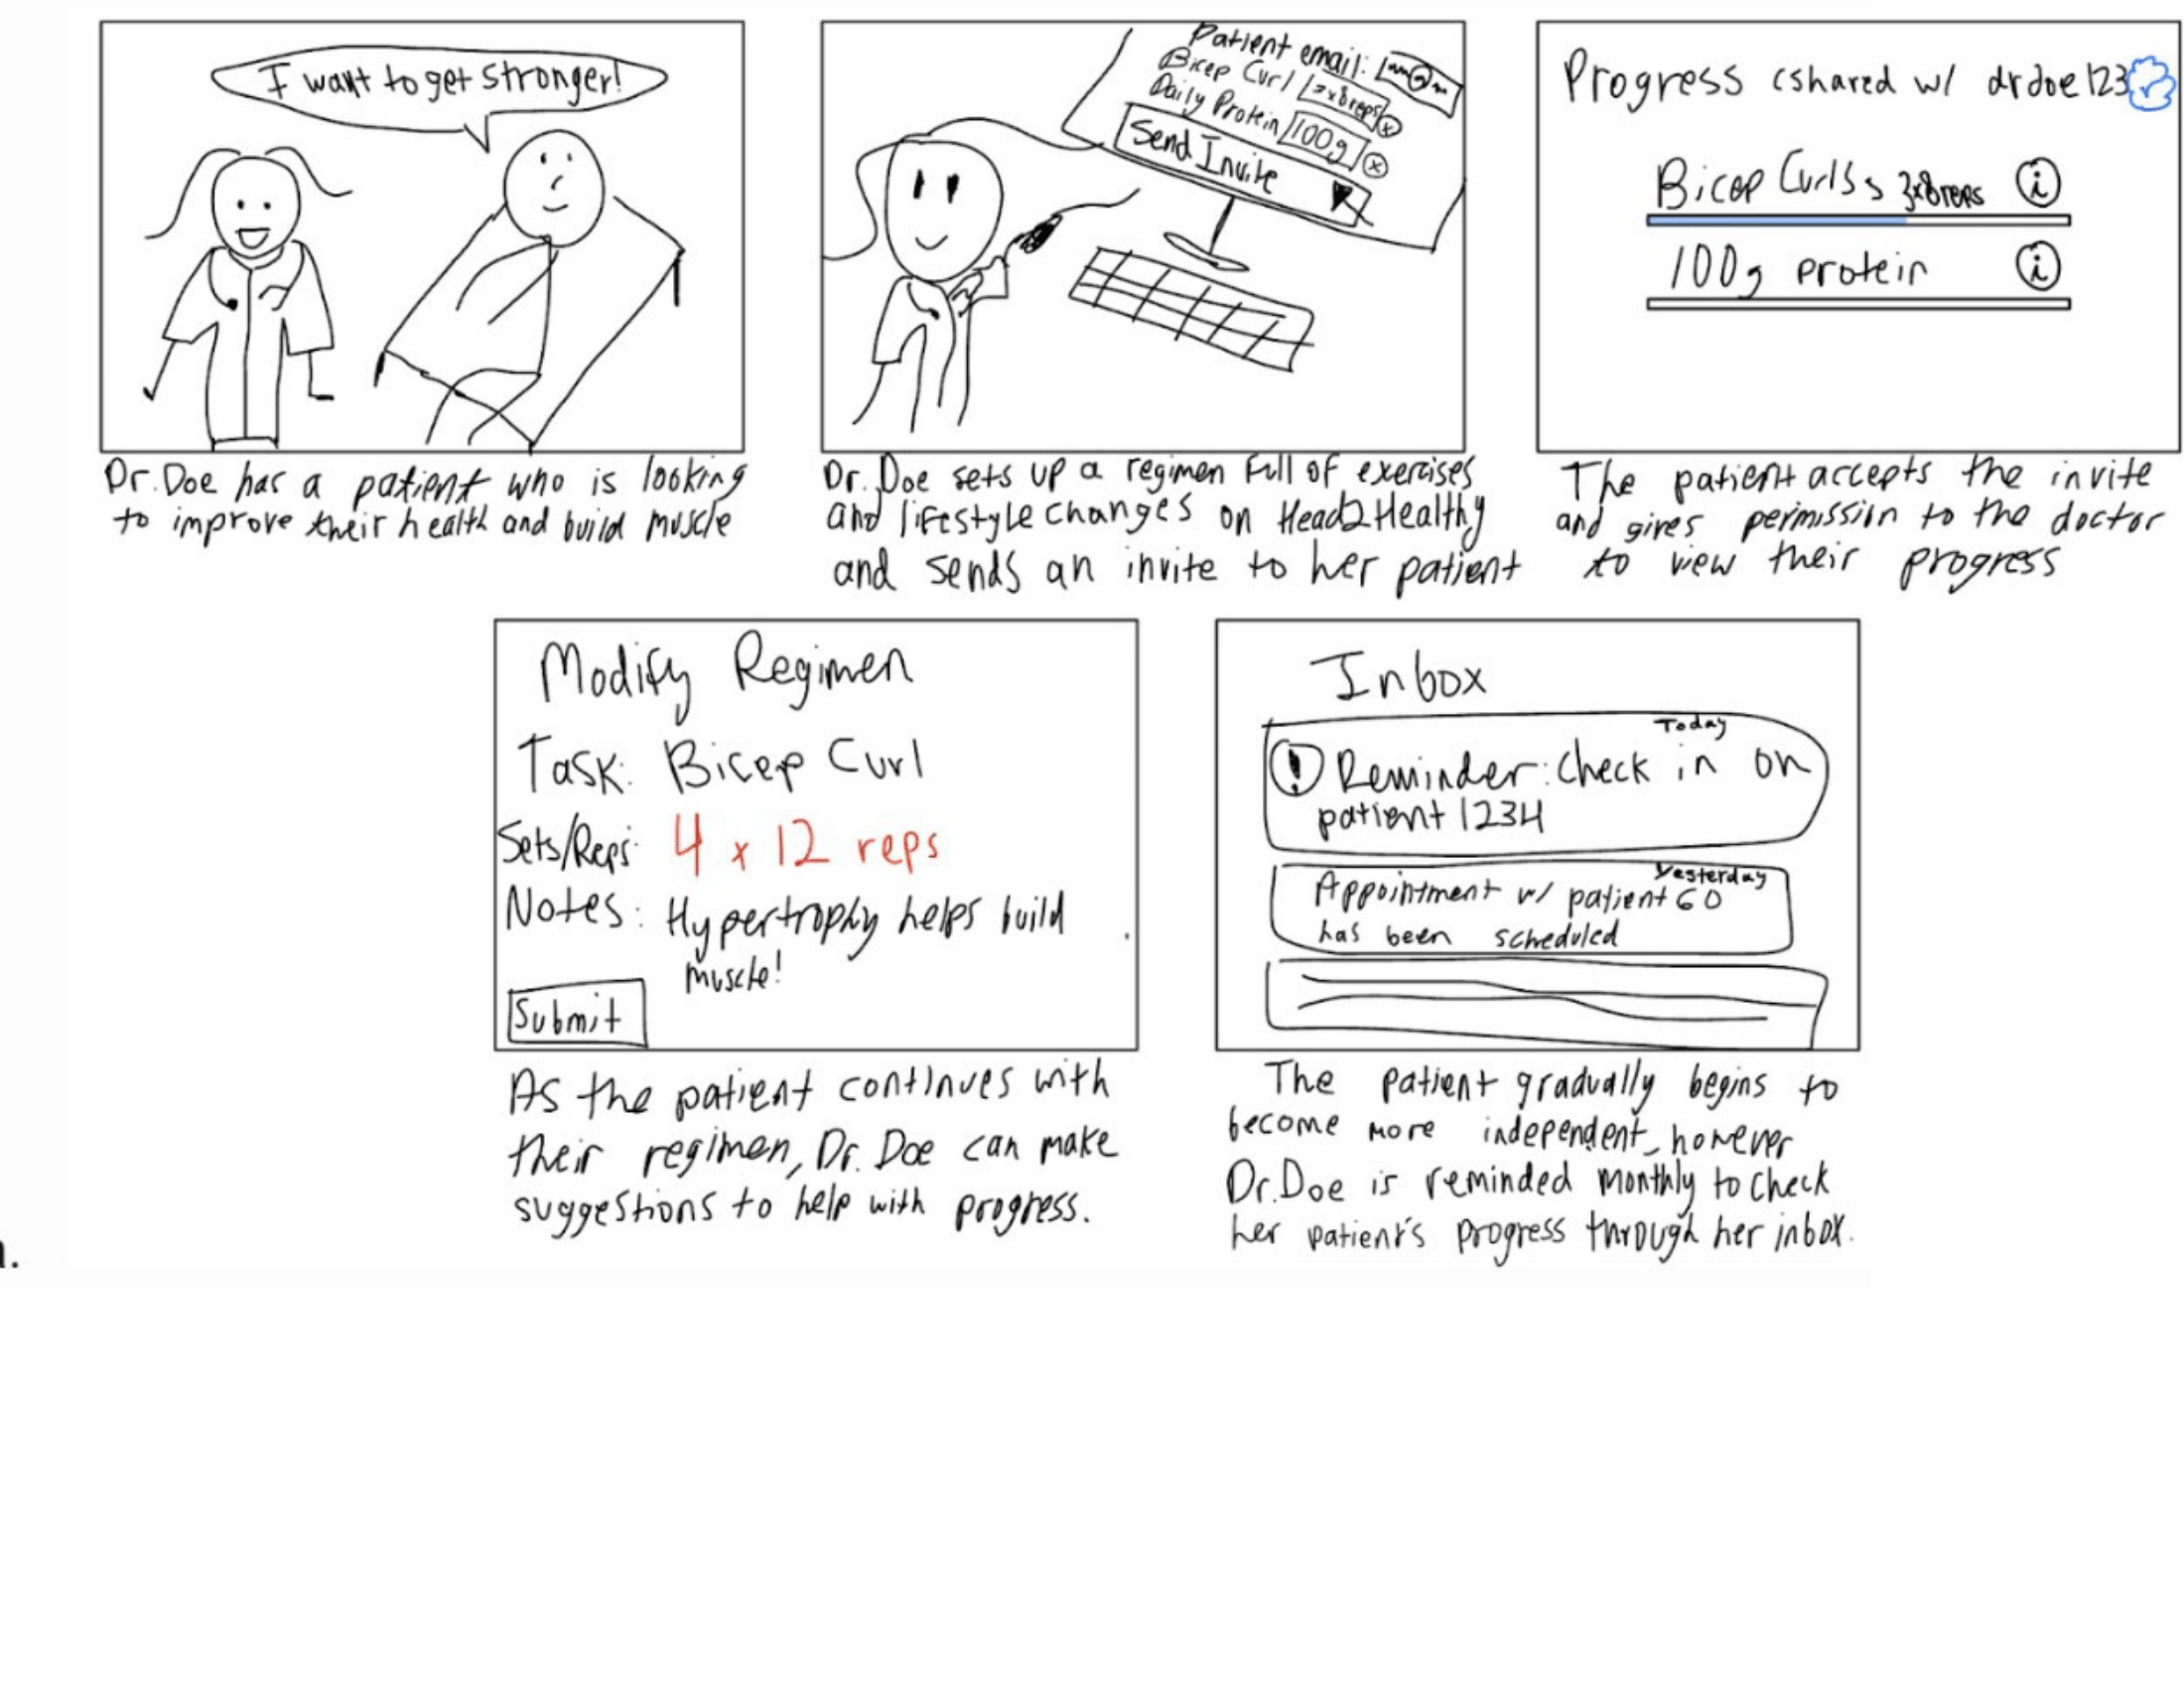 I want to get stronger!
Dr. Doe has a patient who is looking
to improve their health and build muscle
Patient email:
Bicep Curl 3x8reps
Daily Protein 100g
Send Invite
Dr. Doe sets up a regimen full of exercises
and lifestyle changes on Head2Healthy
and sends an invite to her patient
Progress (shared w/ drdoe123
Bicep Curls 3x8reps i
100g protein i
The patient accepts the invite
and gives permission to the doctor
to view their progress
Modify Regimen
Task: Bicep Curl
Sets/Reps: 4 x 12 reps
Notes: Hypertrophy helps build
muscle!
Submit
As the patient continues with
their regimen, Dr. Doe can make
suggestions to help with progress.
Inbox
Today
! Reminder: Check in on
patient 1234
Yesterday
Appointment w/ patient 60
has been scheduled
The patient gradually begins to
become more independent, however
Dr. Doe is reminded monthly to check
her patient's progress through her inbox.